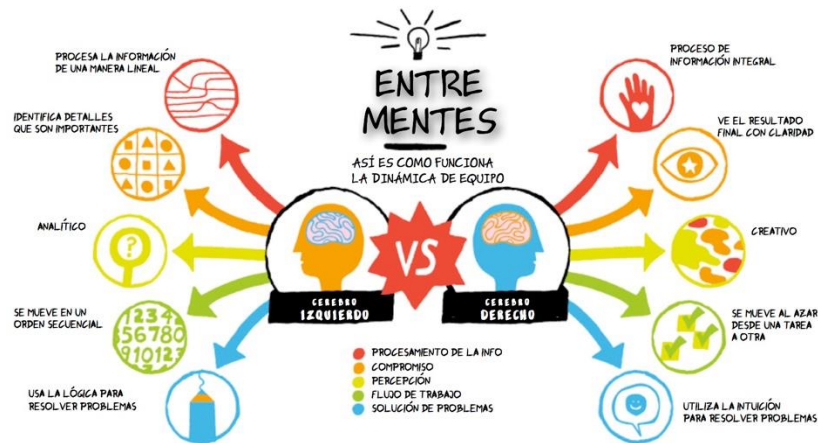 ENTRE
MENTES
ASÍ ES COMO FUNCIONA
LA DINÁMICA DE EQUIPO
PROCESA LA INFORMACIÓN
DE UNA MANERA LINEAL
IDENTIFICA DETALLES
QUE SON IMPORTANTES
ANALÍTICO
?
SE MUEVE EN UN
ORDEN SECUENCIAL
1234
56780
910123
USA LA LÓGICA PARA
RESOLVER PROBLEMAS
CEREBRO
IZQUIERDO
VS
CEREBRO
DERECHO
PROCESO DE
INFORMACIÓN INTEGRAL
VE EL RESULTADO
FINAL CON CLARIDAD
CREATIVO
SE MUEVE AL AZAR
DESDE UNA TAREA
A OTRA
UTILIZA LA INTUICIÓN
PARA RESOLVER PROBLEMAS
PROCESAMIENTO DE LA INFO
COMPROMISO
PERCEPCIÓN
FLUJO DE TRABAJO
SOLUCIÓN DE PROBLEMAS